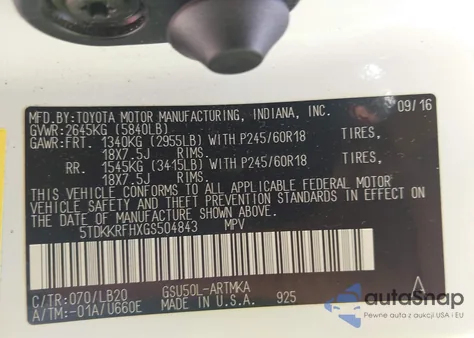 MFD.BY:TOYOTA MOTOR MANUFACTURING, INDIANA, INC. 09/16
GVWR:2645KG (5840LB)
GAWR:FRT. 1340KG (2955LB) WITH P245/60R18 TIRES,
18X7.5J RIMS.
RR. 1545KG (3415LB) WITH P245/60R18 TIRES,
18X7.5J RIMS.
THIS VEHICLE CONFORMS TO ALL APPLICABLE FEDERAL MOTOR
VEHICLE SAFETY AND THEFT PREVENTION STANDARDS IN EFFECT ON
THE DATE OF MANUFACTURE SHOWN ABOVE.
5TDKKRFHXGS504843 MPV
C/TR:070/LB20 GSU50L-ARTMKA
A/TM:-01A/U660E MADE IN U.S.A. 925
autoSnap
Pewne auta z USA i EU